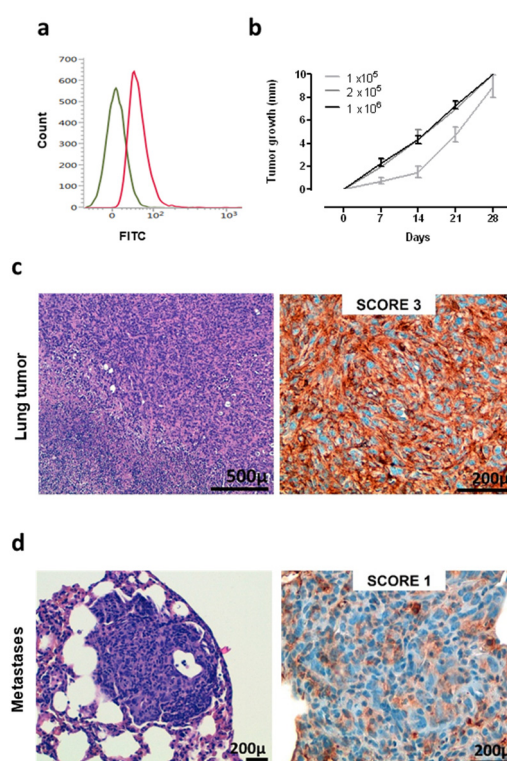 a
700
600
500
400
300
200
100
0
Count
0 10² 10³
FITC
b
10
8
6
4
2
0
Tumor growth (mm)
1 x10⁵
2 x10⁵
1 x10⁶
0 7 14 21 28
Days
c
Lung tumor
500µ
SCORE 3
200µ
d
Metastases
200µ
SCORE 1
200µ